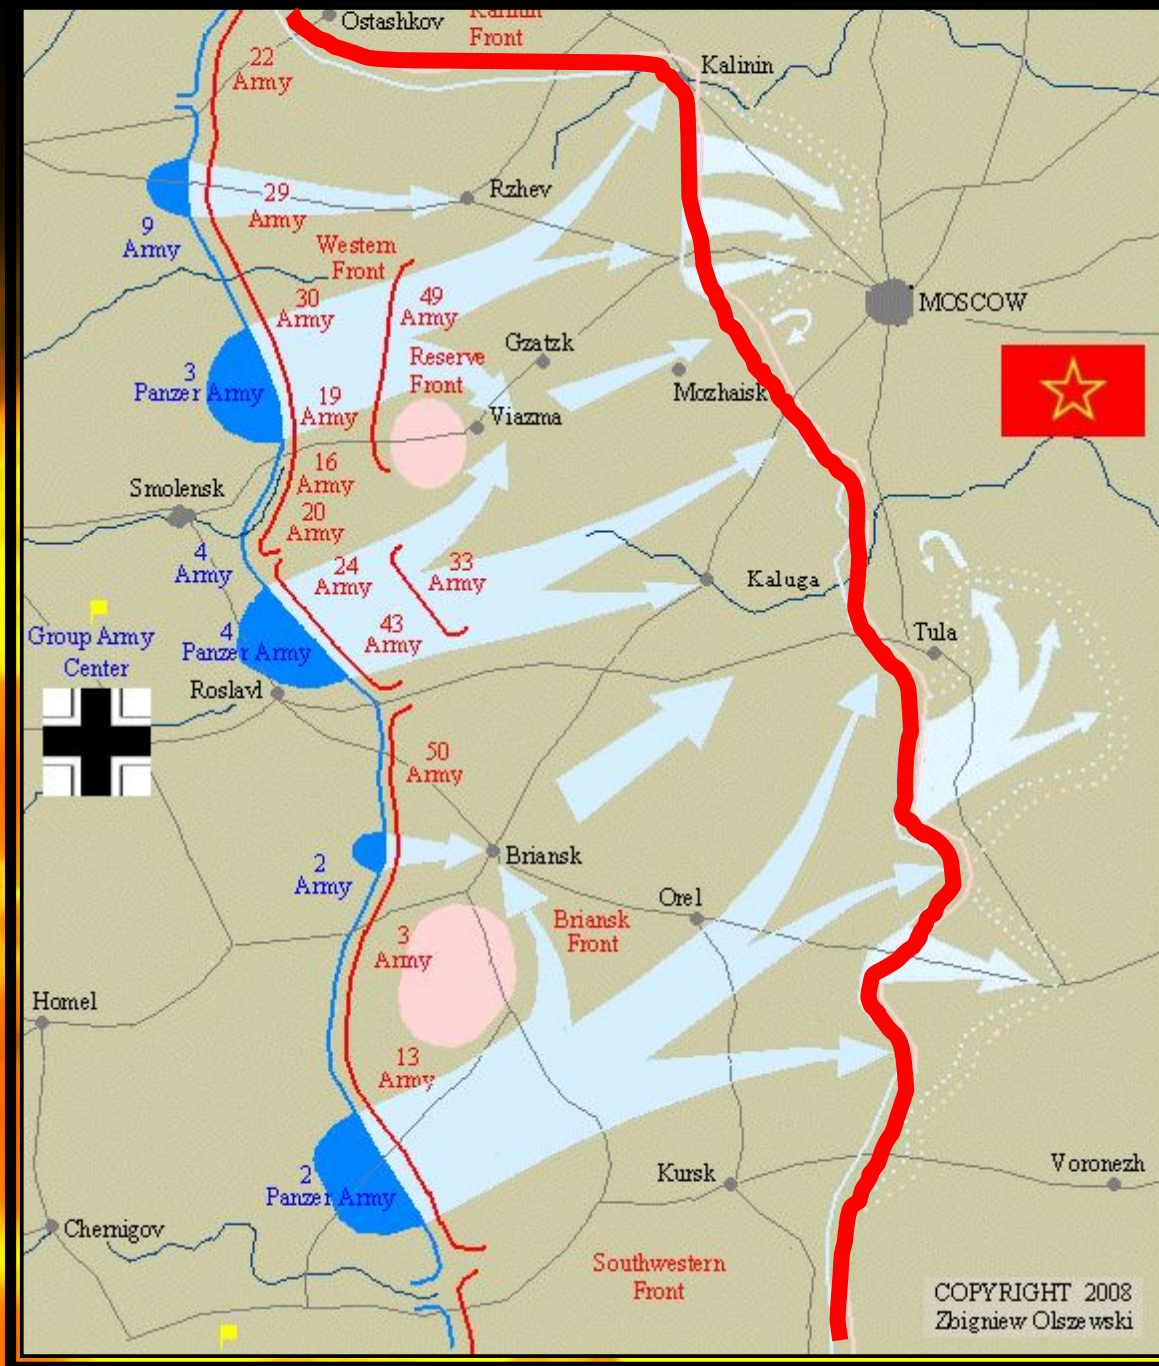 Ostashkov
Kalinin
Front
22
Army
Kalinin
Rzhev
29
Army
9
Army
Western
Front
30
Army
49
Army
MOSCOW
Gzatzk
Reserve
Front
3
Panzer Army
Mozhaisk
19
Army
Viazma
16
Army
Smolensk
20
Army
4
Army
24
Army
33
Army
Kaluga
Group Army
Center
4
Panzer Army
43
Army
Tula
Roslavl
50
Army
2
Army
Briansk
Orel
Briansk
Front
3
Army
Homel
13
Army
2
Panzer Army
Kursk
Voronezh
Chernigov
Southwestern
Front
COPYRIGHT 2008
Zbigniew Olszewski